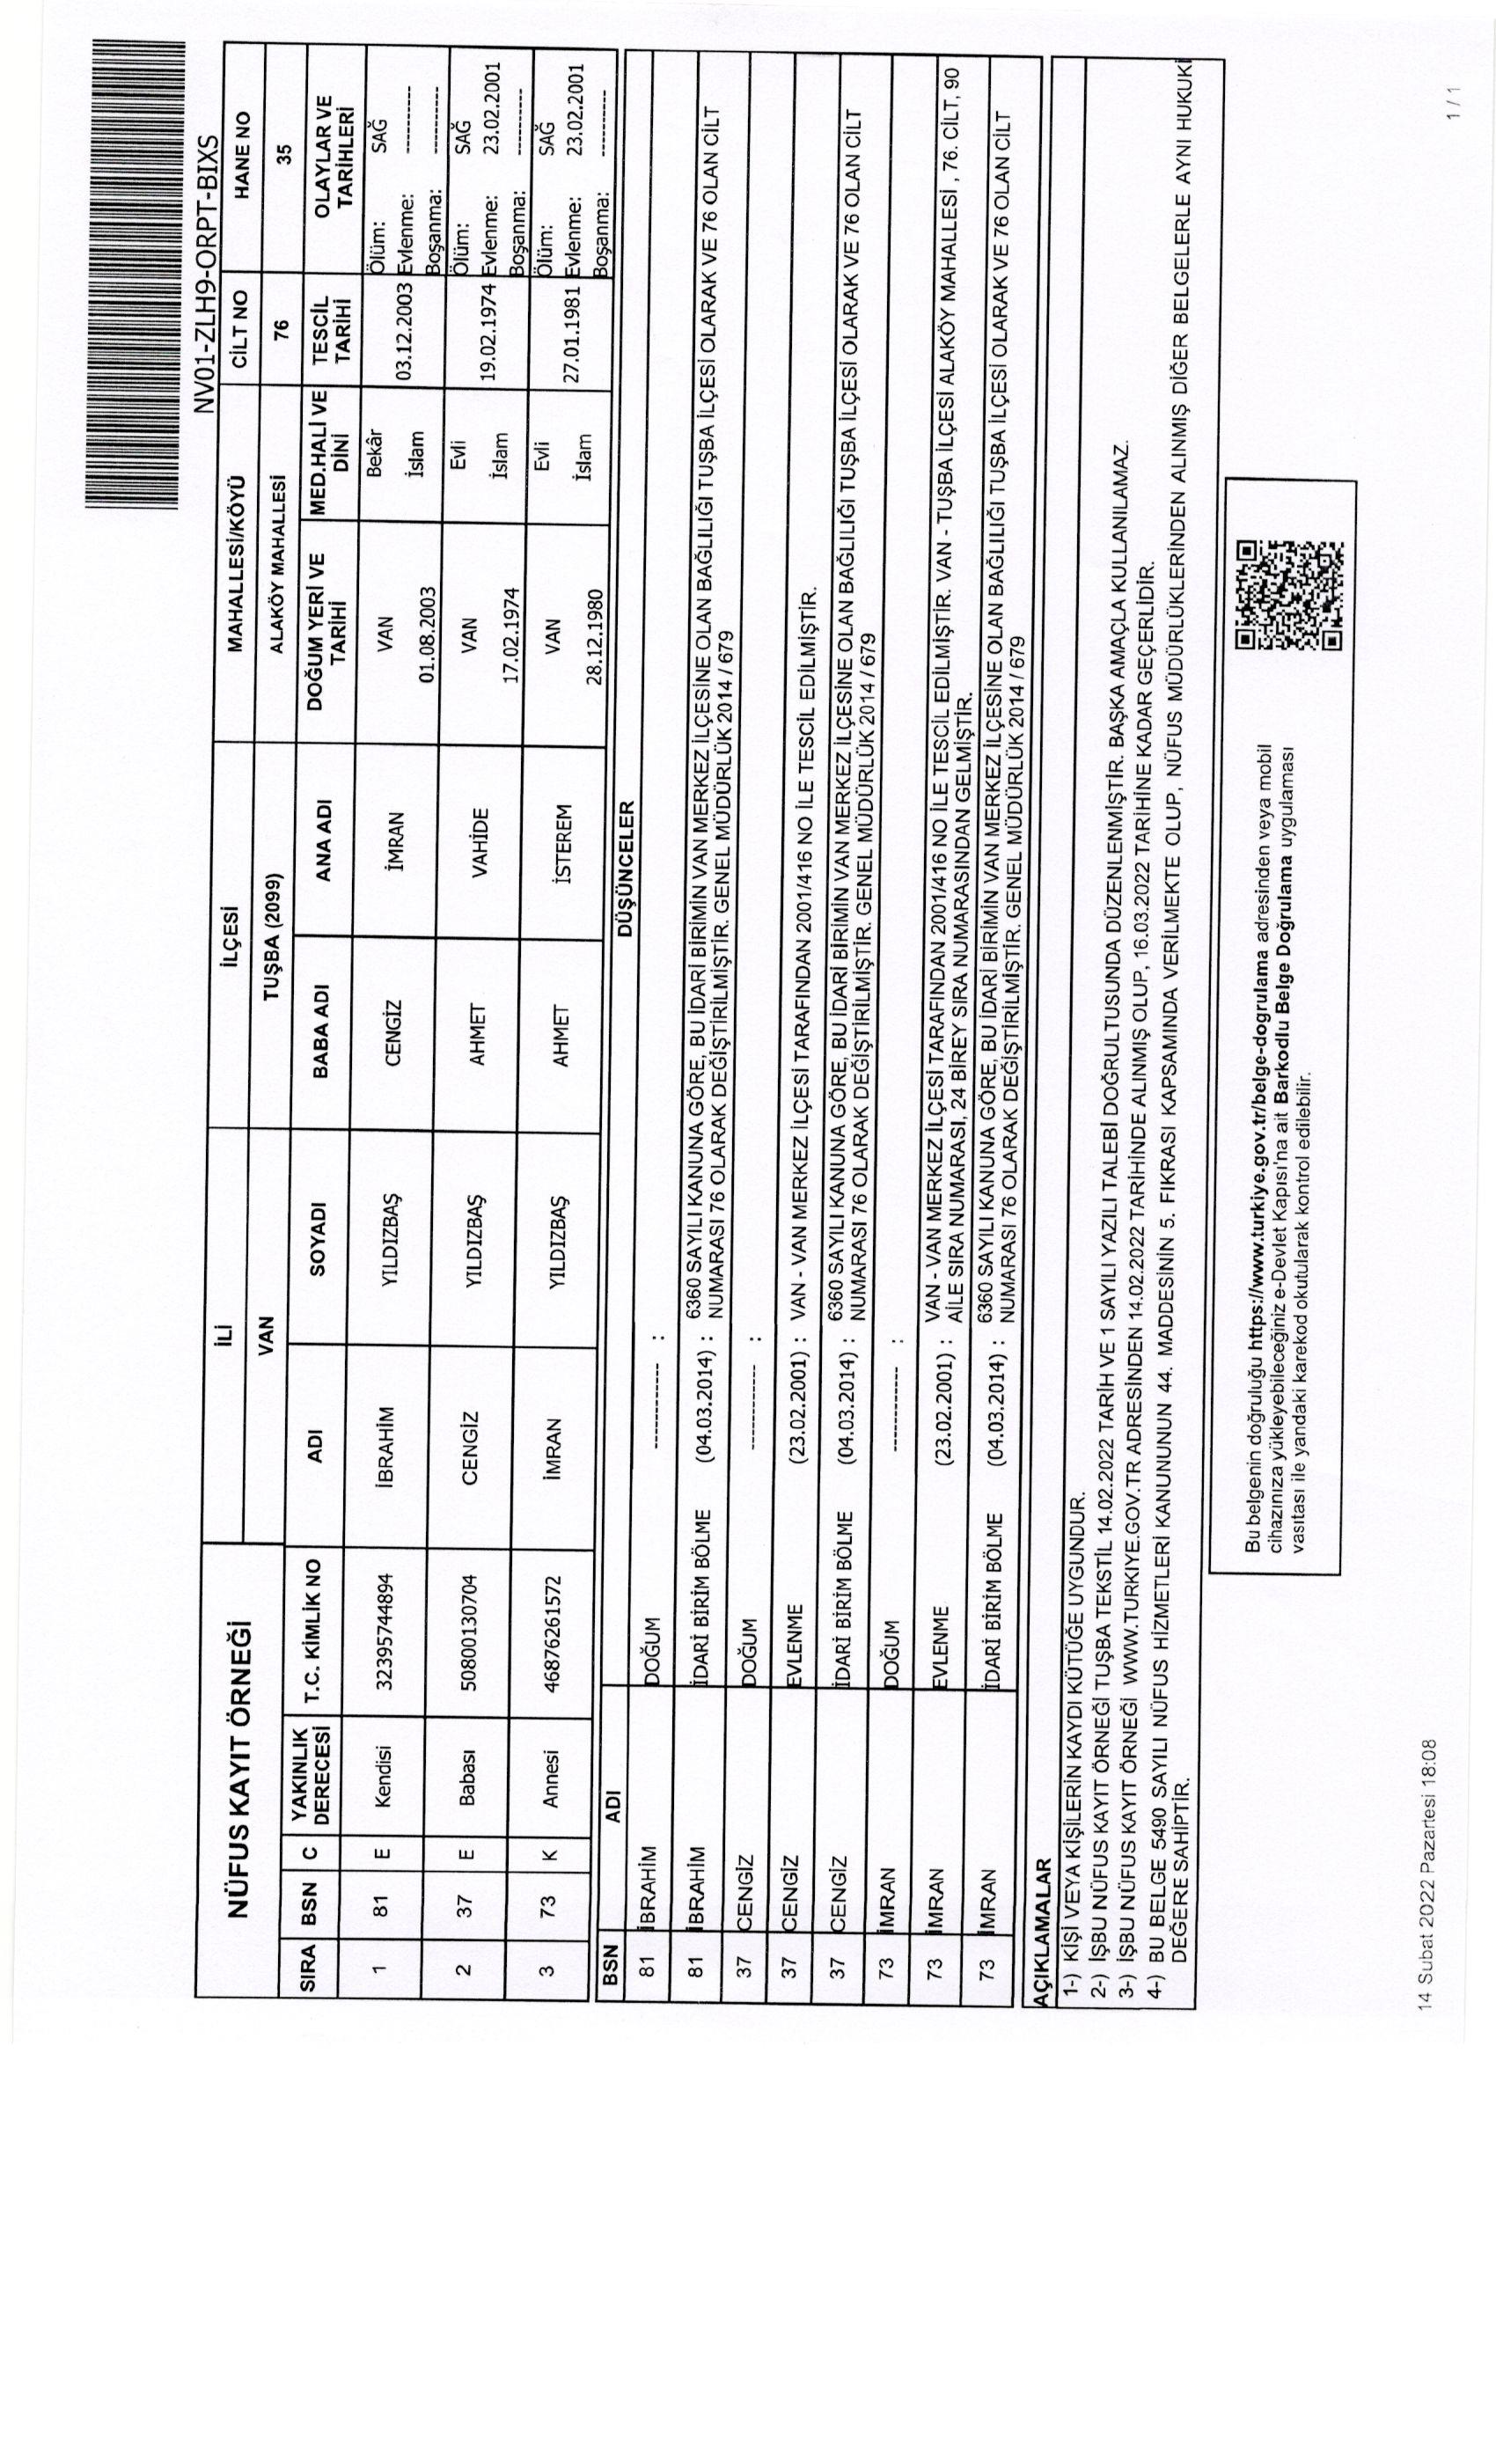 NV01-ZLH9-ORPT-BIXS
NÜFUS KAYIT ÖRNEĞİ İLİ İLÇESİ MAHALLESİ/KÖYÜ CİLT NO HANE NO
VAN TUŞBA (2099) ALAKÖY MAHALLESİ 76 35
SIRA BSN C YAKINLIK DERECESİ T.C. KİMLİK NO ADI SOYADI BABA ADI ANA ADI DOĞUM YERİ VE TARİHİ MED.HALİ VE DİNİ TESCİL TARİHİ OLAYLAR VE TARİHLERİ
1 81 E Kendisi 32395744894 İBRAHİM YILDIZBAŞ CENGİZ İMRAN VAN 01.08.2003 Bekâr İslam 03.12.2003 Ölüm: SAĞ Evlenme: ---------- Boşanma: ----------
2 37 E Babası 50800130704 CENGİZ YILDIZBAŞ AHMET VAHİDE VAN 17.02.1974 Evli İslam 19.02.1974 Ölüm: SAĞ Evlenme: 23.02.2001 Boşanma: ----------
3 73 K Annesi 46876261572 İMRAN YILDIZBAŞ AHMET İSTEREM VAN 28.12.1980 Evli İslam 27.01.1981 Ölüm: SAĞ Evlenme: 23.02.2001 Boşanma: ----------
BSN ADI DÜŞÜNCELER
81 İBRAHİM DOĞUM ------------ :
81 İBRAHİM İDARİ BİRİM BÖLME (04.03.2014) : 6360 SAYILI KANUNA GÖRE, BU İDARİ BİRİMİN VAN MERKEZ İLÇESİNE OLAN BAĞLILIĞI TUŞBA İLÇESİ OLARAK VE 76 OLAN CİLT
NUMARASI 76 OLARAK DEĞİŞTİRİLMİŞTİR. GENEL MÜDÜRLÜK 2014 / 679
37 CENGİZ DOĞUM ------------ :
37 CENGİZ EVLENME (23.02.2001) : VAN - VAN MERKEZ İLÇESİ TARAFINDAN 2001/416 NO İLE TESCİL EDİLMİŞTİR.
37 CENGİZ İDARİ BİRİM BÖLME (04.03.2014) : 6360 SAYILI KANUNA GÖRE, BU İDARİ BİRİMİN VAN MERKEZ İLÇESİNE OLAN BAĞLILIĞI TUŞBA İLÇESİ OLARAK VE 76 OLAN CİLT
NUMARASI 76 OLARAK DEĞİŞTİRİLMİŞTİR. GENEL MÜDÜRLÜK 2014 / 679
73 İMRAN DOĞUM ------------ :
73 İMRAN EVLENME (23.02.2001) : VAN - VAN MERKEZ İLÇESİ TARAFINDAN 2001/416 NO İLE TESCİL EDİLMİŞTİR. VAN - TUŞBA İLÇESİ ALAKÖY MAHALLESİ , 76. CİLT, 90
AİLE SIRA NUMARASI, 24 BİREY SIRA NUMARASINDAN GELMİŞTİR.
73 İMRAN İDARİ BİRİM BÖLME (04.03.2014) : 6360 SAYILI KANUNA GÖRE, BU İDARİ BİRİMİN VAN MERKEZ İLÇESİNE OLAN BAĞLILIĞI TUŞBA İLÇESİ OLARAK VE 76 OLAN CİLT
NUMARASI 76 OLARAK DEĞİŞTİRİLMİŞTİR. GENEL MÜDÜRLÜK 2014 / 679
AÇIKLAMALAR
1-) KİŞİ VEYA KİŞİLERİN KAYDI KÜTÜĞE UYGUNDUR.
2-) İŞBU NÜFUS KAYIT ÖRNEĞİ TUŞBA TEKSTİL 14.02.2022 TARİH VE 1 SAYILI YAZILI TALEBİ DOĞRULTUSUNDA DÜZENLENMİŞTİR. BAŞKA AMAÇLA KULLANILAMAZ.
3-) İŞBU NÜFUS KAYIT ÖRNEĞİ WWW.TURKIYE.GOV.TR ADRESİNDEN 14.02.2022 TARİHİNDE ALINMIŞ OLUP, 16.03.2022 TARİHİNE KADAR GEÇERLİDİR.
4-) BU BELGE 5490 SAYILI NÜFUS HİZMETLERİ KANUNUNUN 44. MADDESİNİN 5. FIKRASI KAPSAMINDA VERİLMEKTE OLUP, NÜFUS MÜDÜRLÜKLERİNDEN ALINMIŞ DİĞER BELGELERLE AYNI HUKUKİ
DEĞERE SAHİPTİR.
Bu belgenin doğruluğu https://www.turkiye.gov.tr/belge-dogrulama adresinden veya mobil
cihazınıza yükleyebileceğiniz e-Devlet Kapısı'na ait Barkodlu Belge Doğrulama uygulaması
vasıtası ile yandaki karekod okutularak kontrol edilebilir.
14 Subat 2022 Pazartesi 18:08
1 / 1